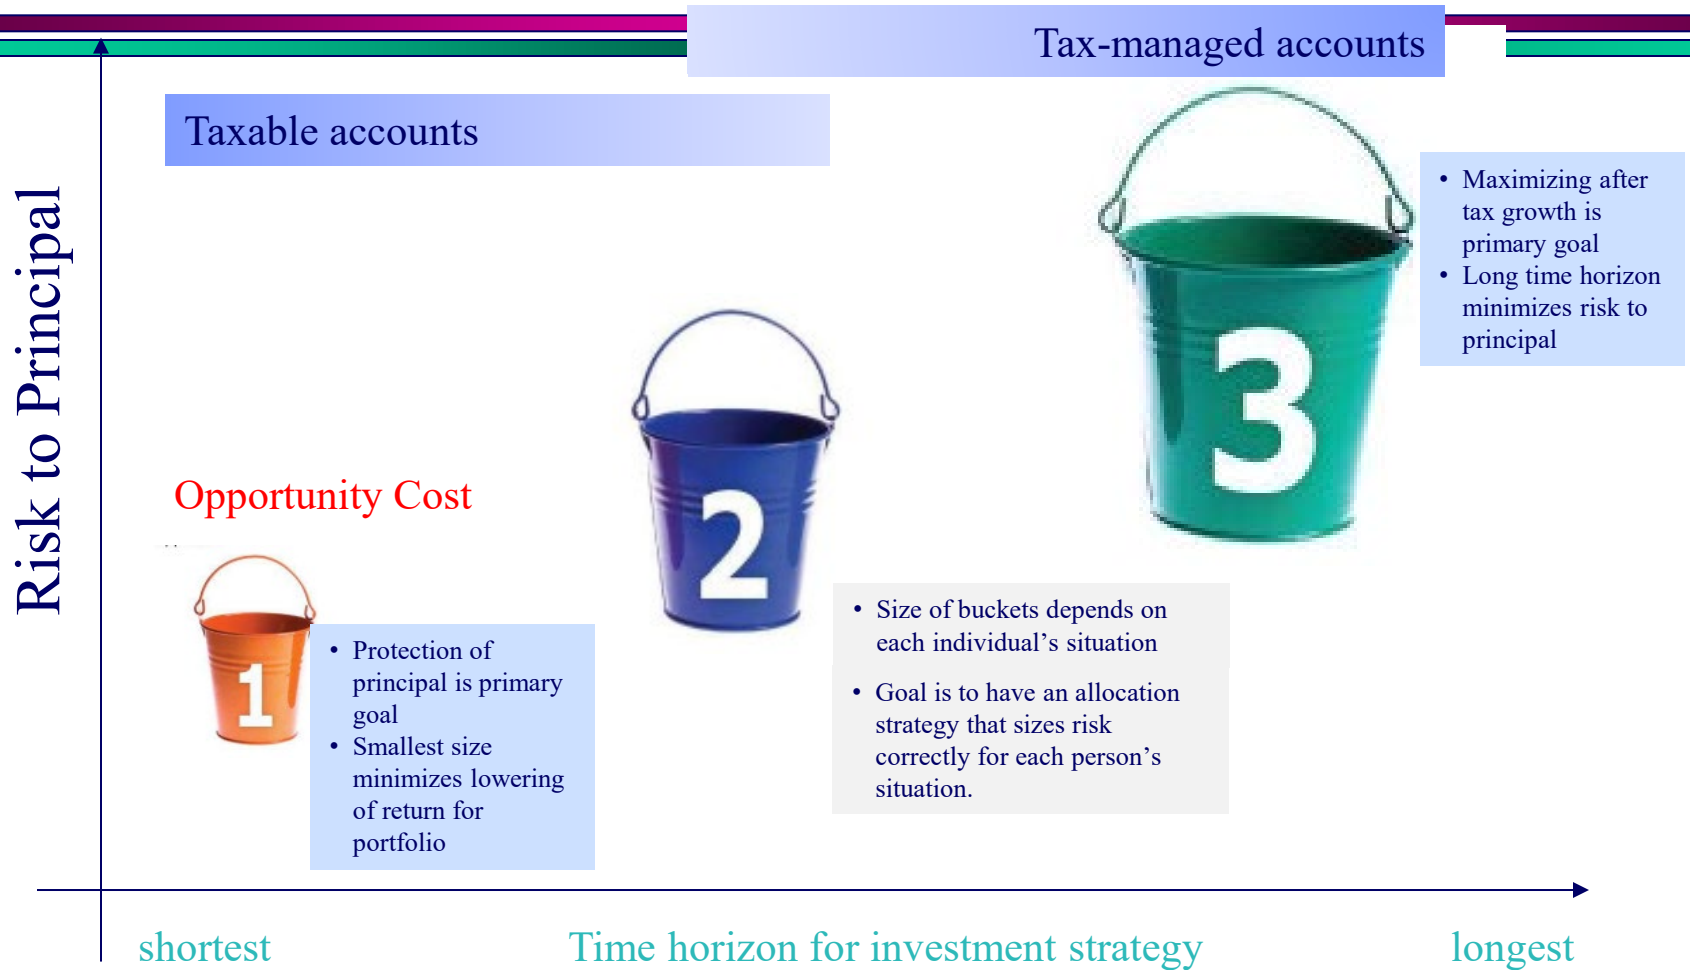 Tax-managed accounts
Taxable accounts
Risk to Principal
• Maximizing after
tax growth is
primary goal
• Long time horizon
minimizes risk to
principal
3
2
Opportunity Cost
1
• Protection of
principal is primary
goal
• Smallest size
minimizes lowering
of return for
portfolio
• Size of buckets depends on
each individual’s situation
• Goal is to have an allocation
strategy that sizes risk
correctly for each person’s
situation.
shortest
Time horizon for investment strategy
longest